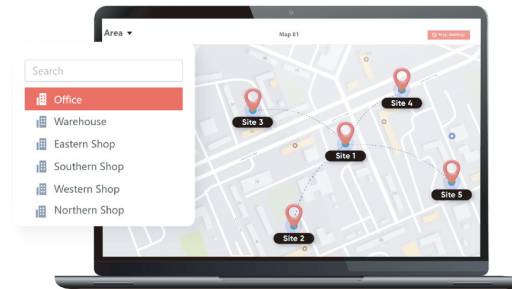 Area
Map 01
Search
Office
Warehouse
Eastern Shop
Southern Shop
Western Shop
Northern Shop
Site 4
Site 3
Site 1
Site 5
Site 2